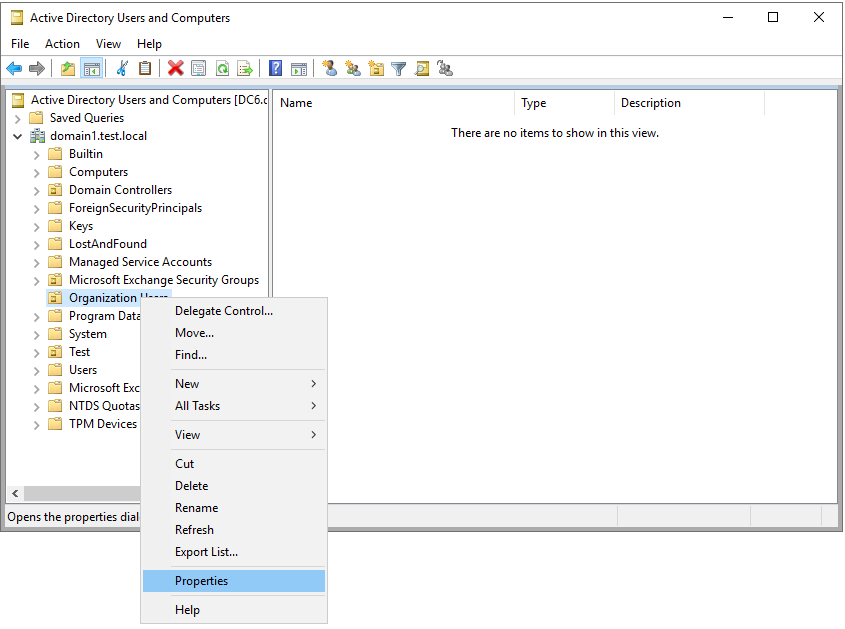 Active Directory Users and Computers
File Action View Help
Active Directory Users and Computers [DC6.d
Saved Queries
domain1.test.local
Builtin
Computers
Domain Controllers
ForeignSecurityPrincipals
Keys
LostAndFound
Managed Service Accounts
Microsoft Exchange Security Groups
Organization Users
Program Data
System
Test
Users
Microsoft Exc
NTDS Quotas
TPM Devices
Name Type Description
There are no items to show in this view.
Delegate Control...
Move...
Find...
New
All Tasks
View
Cut
Delete
Rename
Refresh
Export List...
Properties
Help
Opens the properties dial